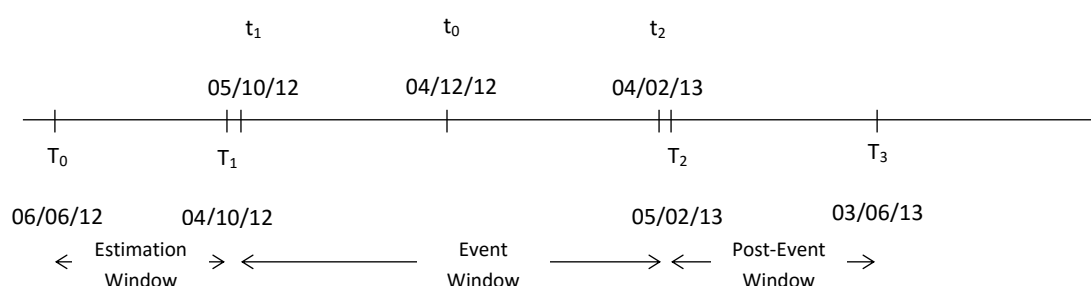 t₁ t₀ t₂
05/10/12 04/12/12 04/02/13
T₀ T₁ T₂ T₃
06/06/12 04/10/12 05/02/13 03/06/13
Estimation Event Post-Event
Window Window Window